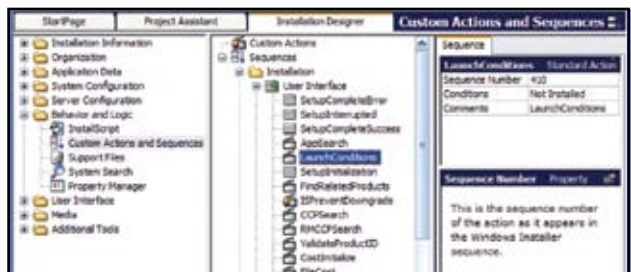 StartPage
Project Assistant
Installation Designer
Custom Actions and Sequences
Installation Information
Organization
Application Data
System Configuration
Server Configuration
Behavior and Logic
InstallScript
Custom Actions and Sequences
Support Files
System Search
Property Manager
User Interface
Media
Additional Tools
Custom Actions
Sequences
Installation
User Interface
SetupCompleteError
SetupInterrupted
SetupCompleteSuccess
AppSearch
LaunchConditions
SetupInitialization
FindRelatedProducts
ISPreventDowngrade
CCPSearch
RMCCPSearch
ValidateProductID
CostInitialize
FileCost
Sequence
LaunchConditions Standard Action
Sequence Number 410
Conditions Not Installed
Comments LaunchConditions
Sequence Number Property
This is the sequence number
of the action as it appears in
the Windows Installer
sequence.